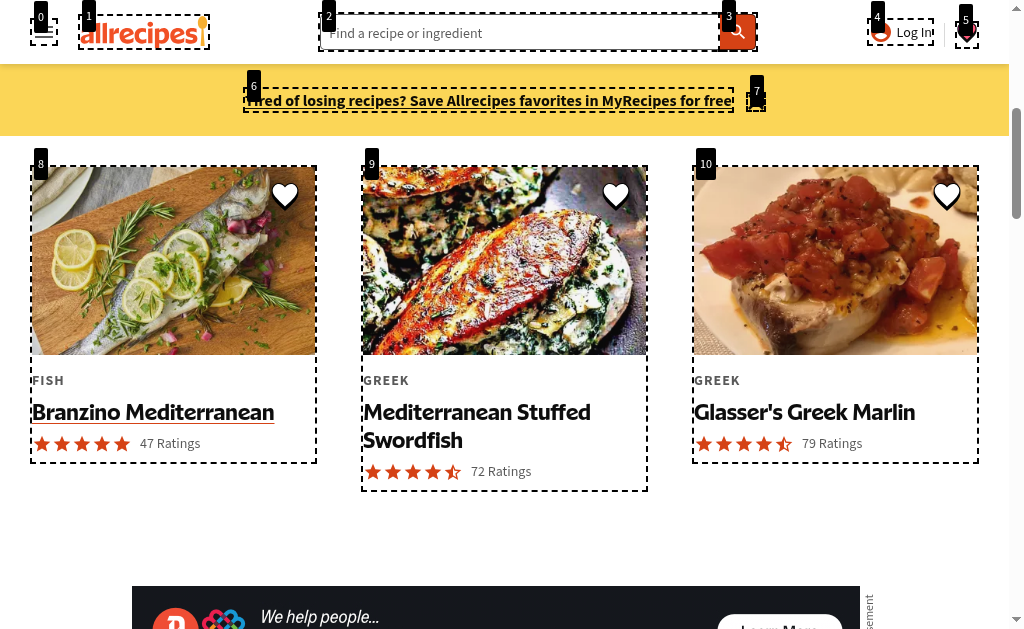 0
1
2
3
4
5
allrecipes
Find a recipe or ingredient
Log In
6
7
Tired of losing recipes? Save Allrecipes favorites in MyRecipes for free
8
9
10
FISH
Branzino Mediterranean
47 Ratings
GREEK
Mediterranean Stuffed
Swordfish
72 Ratings
GREEK
Glasser's Greek Marlin
79 Ratings
We help people...
Learn More